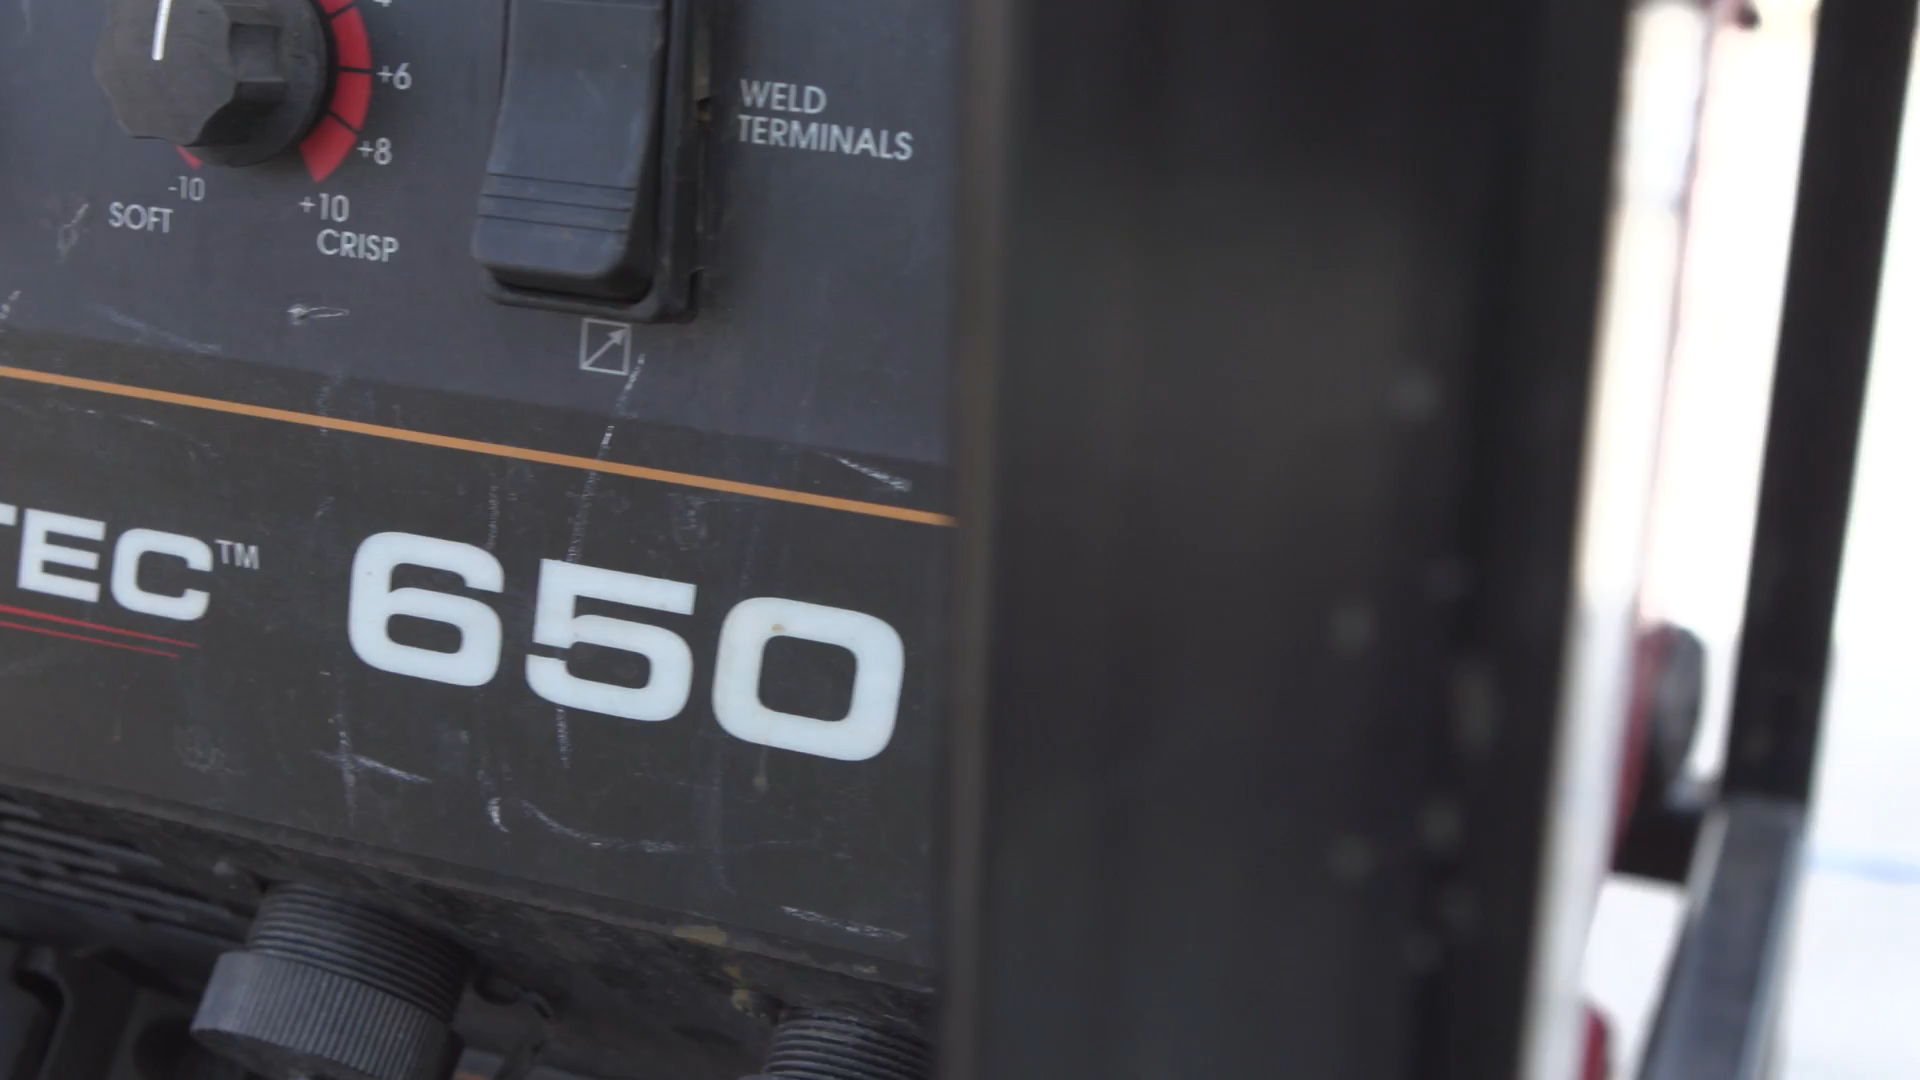 +6
+8
-10
+10
SOFT
CRISP
WELD
TERMINALS
TEC™ 650